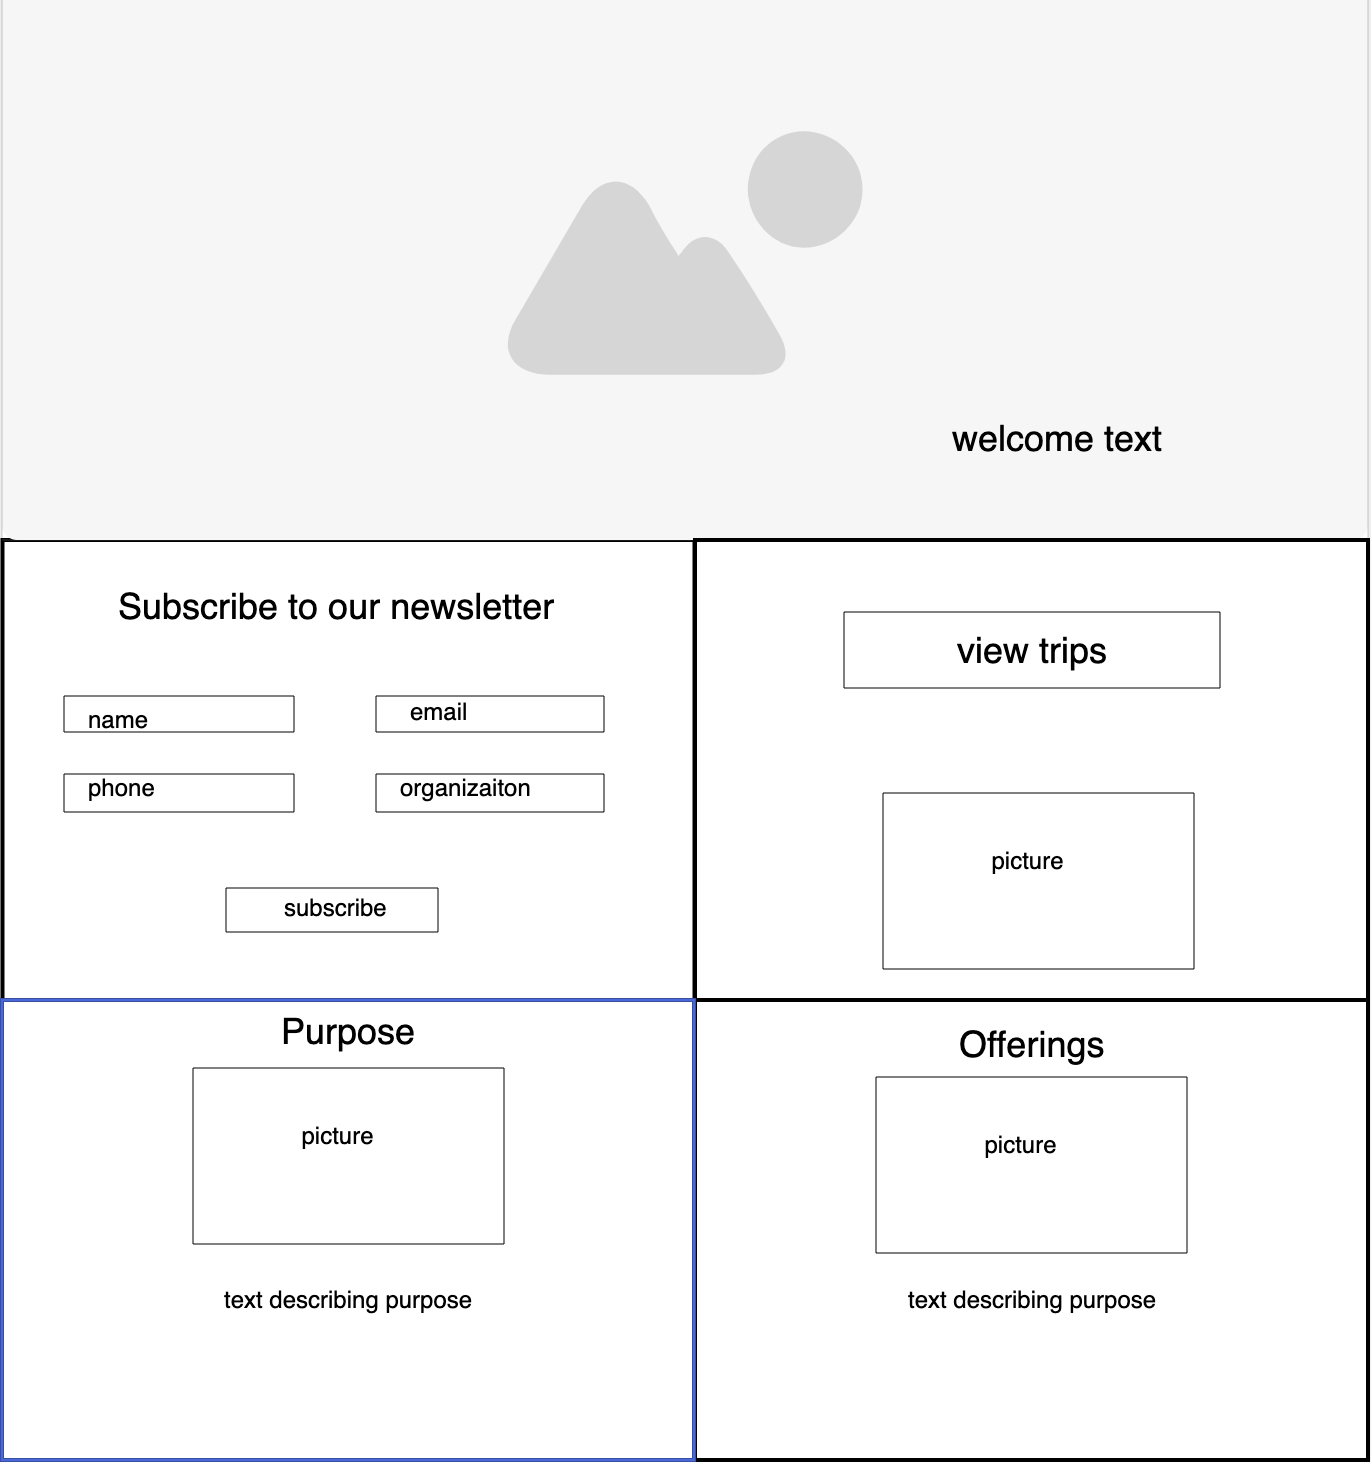 welcome text
Subscribe to our newsletter
name
email
phone
organizaiton
subscribe
view trips
picture
Purpose
picture
text describing purpose
Offerings
picture
text describing purpose